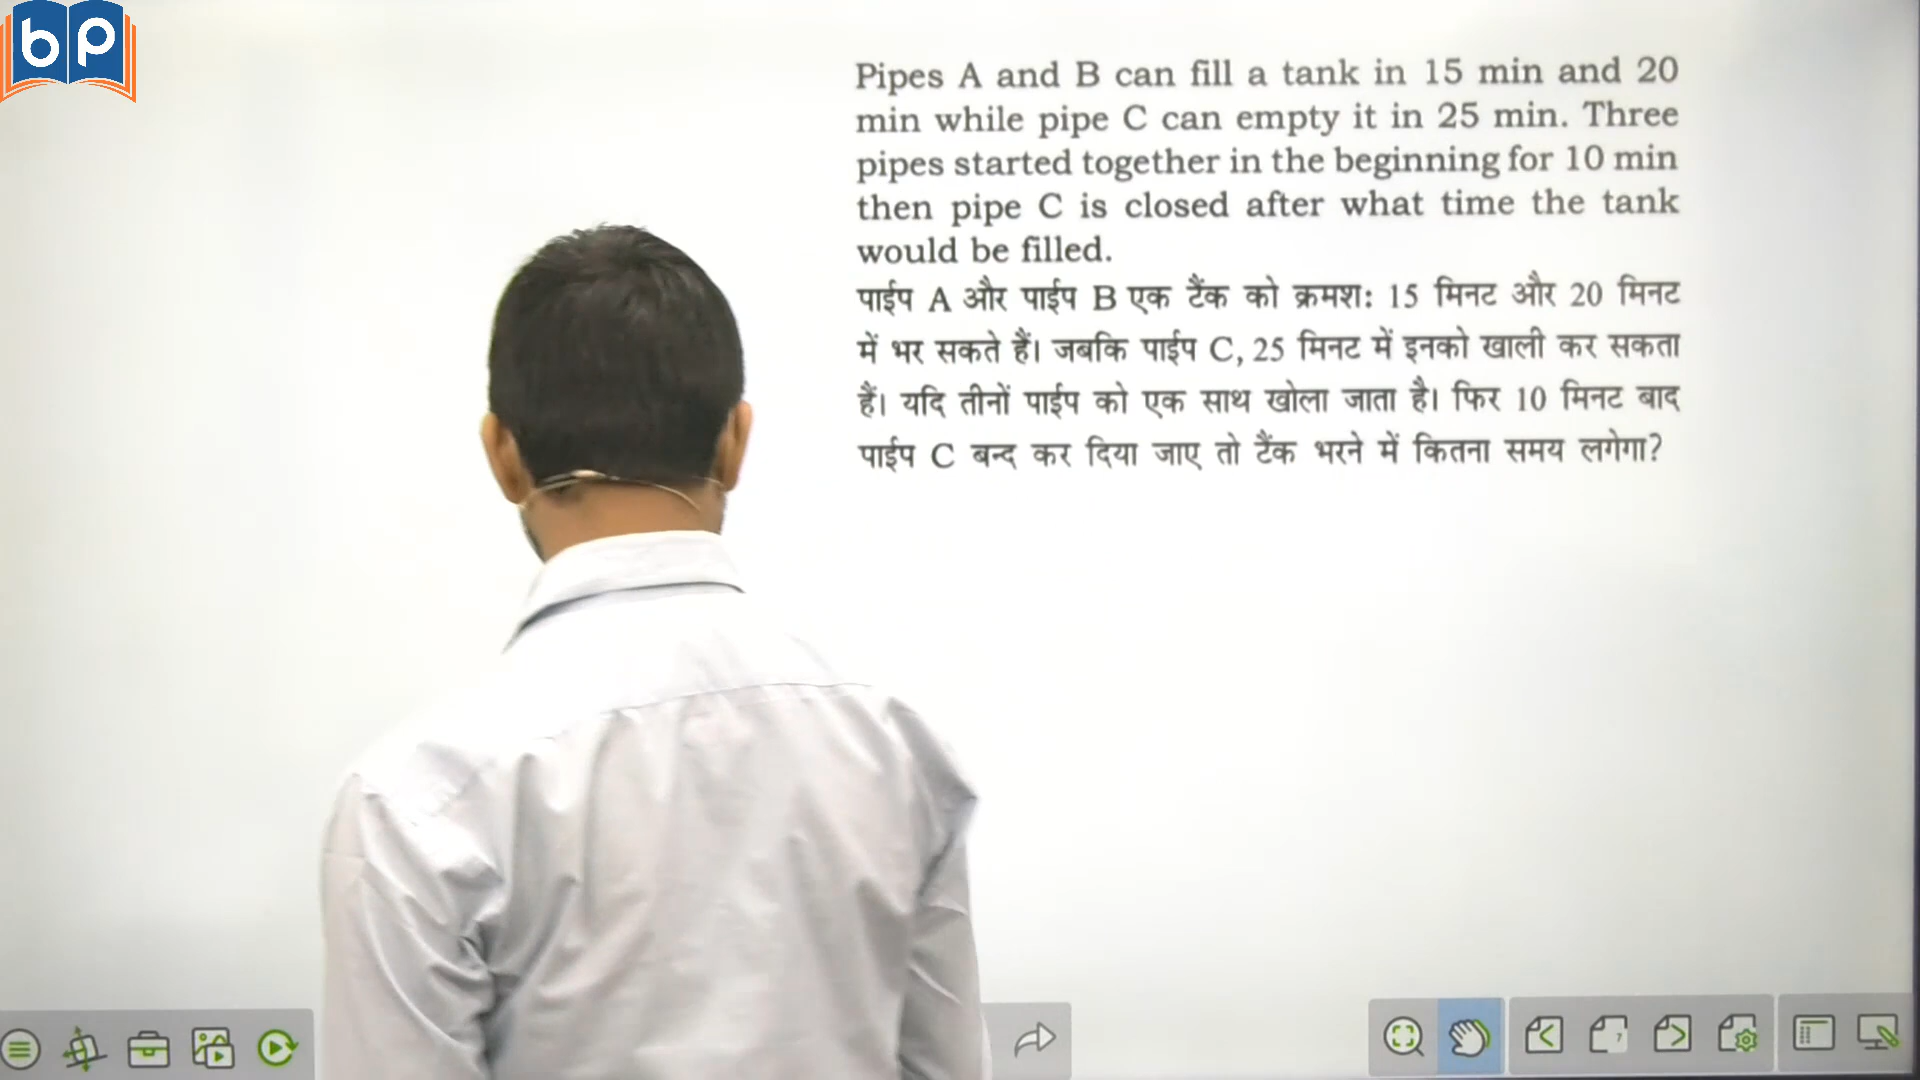 bp
Pipes A and B can fill a tank in 15 min and 20
min while pipe C can empty it in 25 min. Three
pipes started together in the beginning for 10 min
then pipe C is closed after what time the tank
would be filled.
पाईप A और पाईप B एक टैंक को क्रमश: 15 मिनट और 20 मिनट
में भर सकते हैं। जबकि पाईप C, 25 मिनट में इनको खाली कर सकता
हैं। यदि तीनों पाईप को एक साथ खोला जाता है। फिर 10 मिनट बाद
पाईप C बन्द कर दिया जाए तो टैंक भरने में कितना समय लगेगा?
7